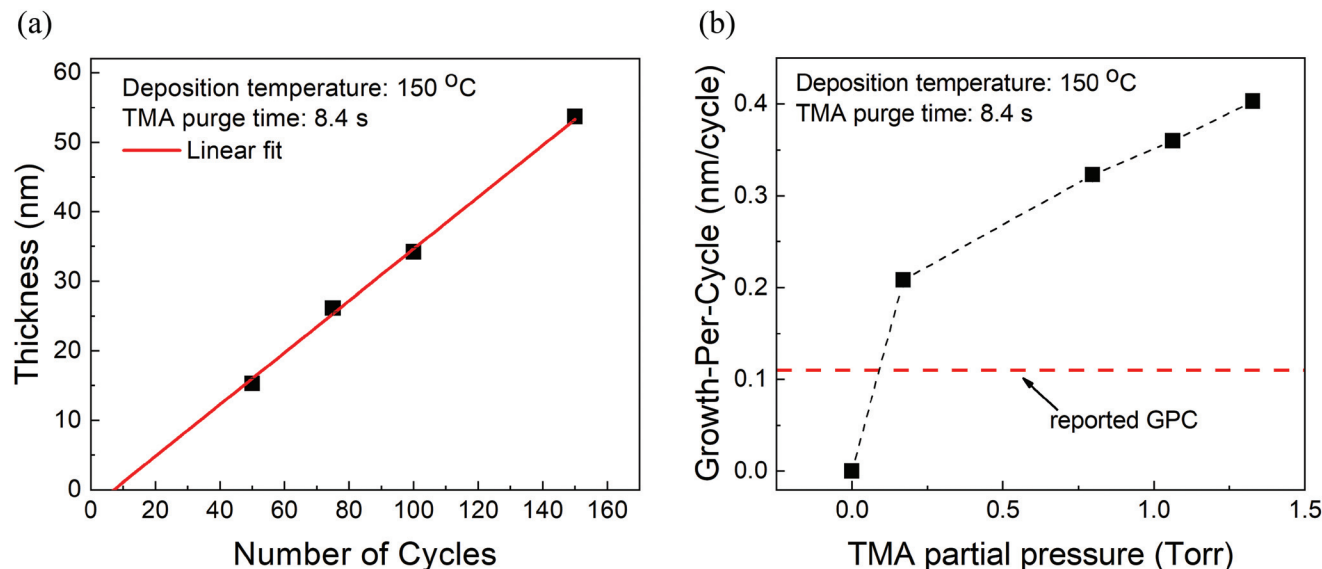 (a)
Deposition temperature: 150 °C
TMA purge time: 8.4 s
Linear fit
Thickness (nm)
60
50
40
30
20
10
0
0 20 40 60 80 100 120 140 160
Number of Cycles
(b)
Deposition temperature: 150 °C
TMA purge time: 8.4 s
Growth-Per-Cycle (nm/cycle)
0.4
0.3
0.2
0.1
0.0
reported GPC
0.0 0.5 1.0 1.5
TMA partial pressure (Torr)